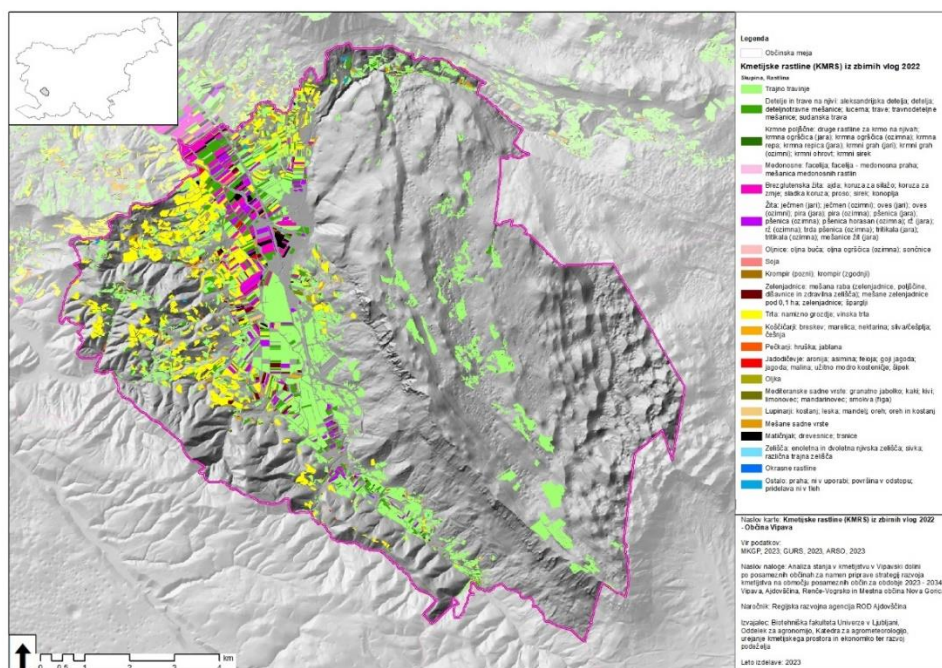 Legenda
Občinska meja
Kmetijske rastline (KMRS) iz zbirnih vlog 2022
Skupina, Rastline
Trajno travinje
Detelje in trave na njivi: aleksandrijska detelja; detelja;
deteljnotravne mešanice; lucerna; trave; travnodeteljne
mešanice; sudanska trava
Krmne poljščine: druge rastline za krmo na njivah;
krmna ogrščica (jara); krmna ogrščica (ozimna); krmna
repa; krmna repica (jara); krmni grah (jari); krmni grah
(ozimni); krmni ohrovt; krmni sirek
Medonosne: facelija; facelija - medonosna praha;
mešanica medonosnih rastlin
Brezglutenska žita: ajda; koruza za silažo; koruza za
zrnje; sladka koruza; proso; sirek; konoplja
Žita: ječmen (jari); ječmen (ozimni); oves (jari); oves
(ozimni); pira (jara); pira (ozimna); pšenica (jara);
pšenica (ozimna); pšenica horasan (ozimna); rž (jara);
rž (ozimna); trda pšenica (ozimna); tritikala (jara);
tritikala (ozimna); mešanice žit (jara)
Oljnice: oljna buča; oljna ogrščica (ozimna); sončnice
Soja
Krompir (pozni); krompir (zgodnji)
Zelenjadnice: mešana raba (zelenjadnice, poljščine,
dišavnice in zdravilna zelišča); mešane zelenjadnice
pod 0,1 ha; zelenjadnice; šparglji
Trta: namizno grozdje; vinska trta
Koščičarji: breskev; marelica; nektarina; sliva/češplja;
češnja
Pečkarji: hruška; jablana
Jagodičevje: aronija; asimina; feijoa; goji jagoda;
jagoda; malina; užitno modro kosteničje; šipek
Oljka
Mediteranske sadne vrste: granatno jabolko; kaki; kivi;
limonovec; mandarinovec; smokva (figa)
Lupinarji: kostanj; leska; mandelj; oreh; oreh in kostanj
Mešane sadne vrste
Matičnjak; drevesnice; trsnice
Zelišča: enoletna in dvoletna njivska zelišča; sivka;
različna trajna zelišča
Okrasne rastline
Ostalo: praha; ni v uporabi; površina v odstopu;
pridelava ni v tleh
Naslov karte: Kmetijske rastline (KMRS) iz zbirnih vlog 2022
- Občina Vipava
Vir podatkov:
MKGP, 2023; GURS, 2023, ARSO, 2023
Naslov naloge: Analiza stanja v kmetijstvu v Vipavski dolini
po posameznih občinah za namen priprave strategij razvoja
kmetijstva na območju posameznih občin za obdobje 2023 - 2034
Vipava, Ajdovščina, Renče-Vogrsko in Mestna občina Nova Goric
Naročnik: Regijska razvojna agencija ROD Ajdovščina
Izvajalec: Biotehniška fakulteta Univerze v Ljubljani,
Oddelek za agronomijo, Katedra za agrometeorologijo,
urejanje kmetijskega prostora in ekonomiko ter razvoj
podeželja
Leto izdelave: 2023
0 0,5 1 2 3 4 km